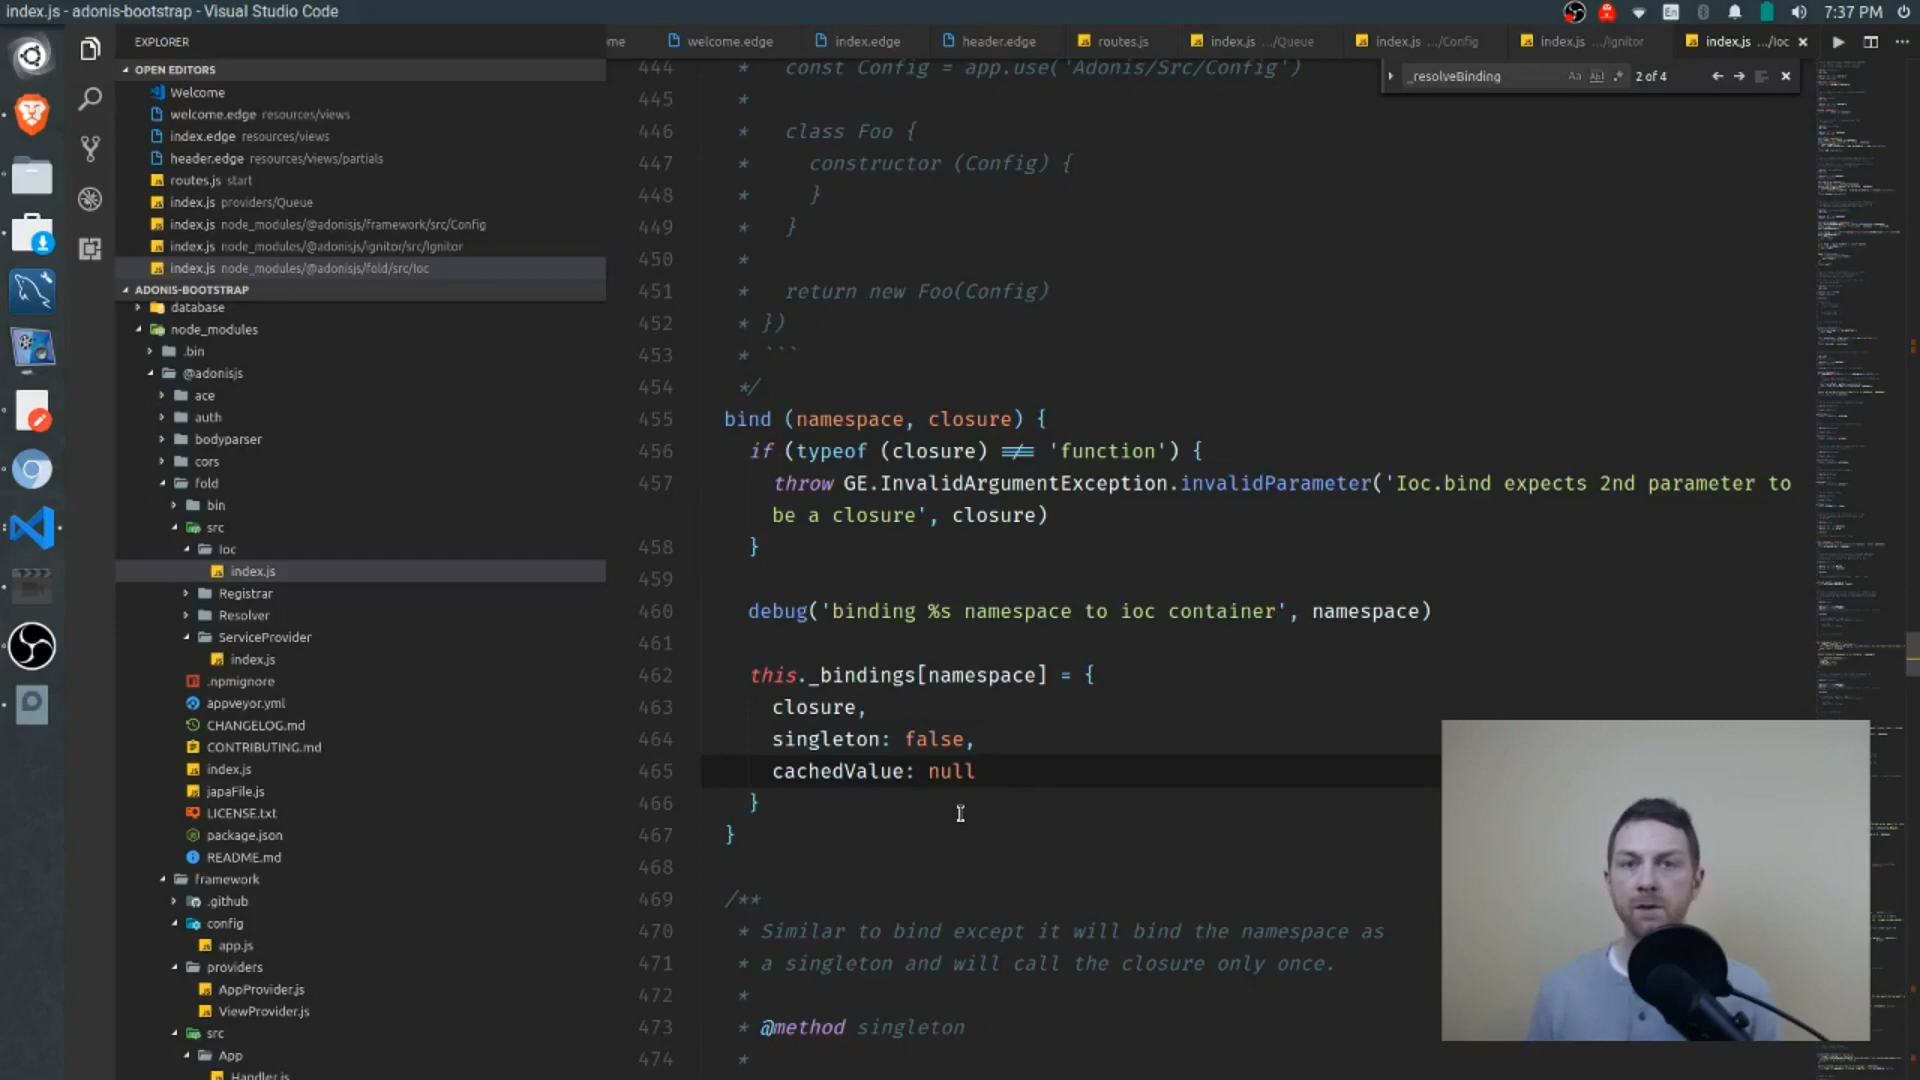 index.js - adonis-bootstrap - Visual Studio Code
En
7:37 PM
EXPLORER
OPEN EDITORS
Welcome
welcome.edge resources/views
index.edge resources/views
header.edge resources/views/partials
routes.js start
index.js providers/Queue
index.js node_modules/@adonisjs/framework/src/Config
index.js node_modules/@adonisjs/ignitor/src/Ignitor
index.js node_modules/@adonisjs/fold/src/Ioc
ADONIS-BOOTSTRAP
database
node_modules
.bin
@adonisjs
ace
auth
bodyparser
cors
fold
bin
src
Ioc
index.js
Registrar
Resolver
ServiceProvider
index.js
.npmignore
appveyor.yml
CHANGELOG.md
CONTRIBUTING.md
index.js
japaFile.js
LICENSE.txt
package.json
README.md
framework
.github
config
app.js
providers
AppProvider.js
ViewProvider.js
src
App
Handler.js
me welcome.edge index.edge header.edge routes.js index.js .../Queue index.js .../Config index.js .../Ignitor index.js .../Ioc
_resolveBinding Aa Abl .* 2 of 4
444 * const Config = app.use('Adonis/Src/Config')
445 *
446 * class Foo {
447 * constructor (Config) {
448 * }
449 * }
450 *
451 * return new Foo(Config)
452 * })
453 * ```
454 */
455 bind (namespace, closure) {
456 if (typeof (closure) !== 'function') {
457 throw GE.InvalidArgumentException.invalidParameter('Ioc.bind expects 2nd parameter to
be a closure', closure)
458 }
459
460 debug('binding %s namespace to ioc container', namespace)
461
462 this._bindings[namespace] = {
463 closure,
464 singleton: false,
465 cachedValue: null
466 }
467 }
468
469 /**
470 * Similar to bind except it will bind the namespace as
471 * a singleton and will call the closure only once.
472 *
473 * @method singleton
474 *